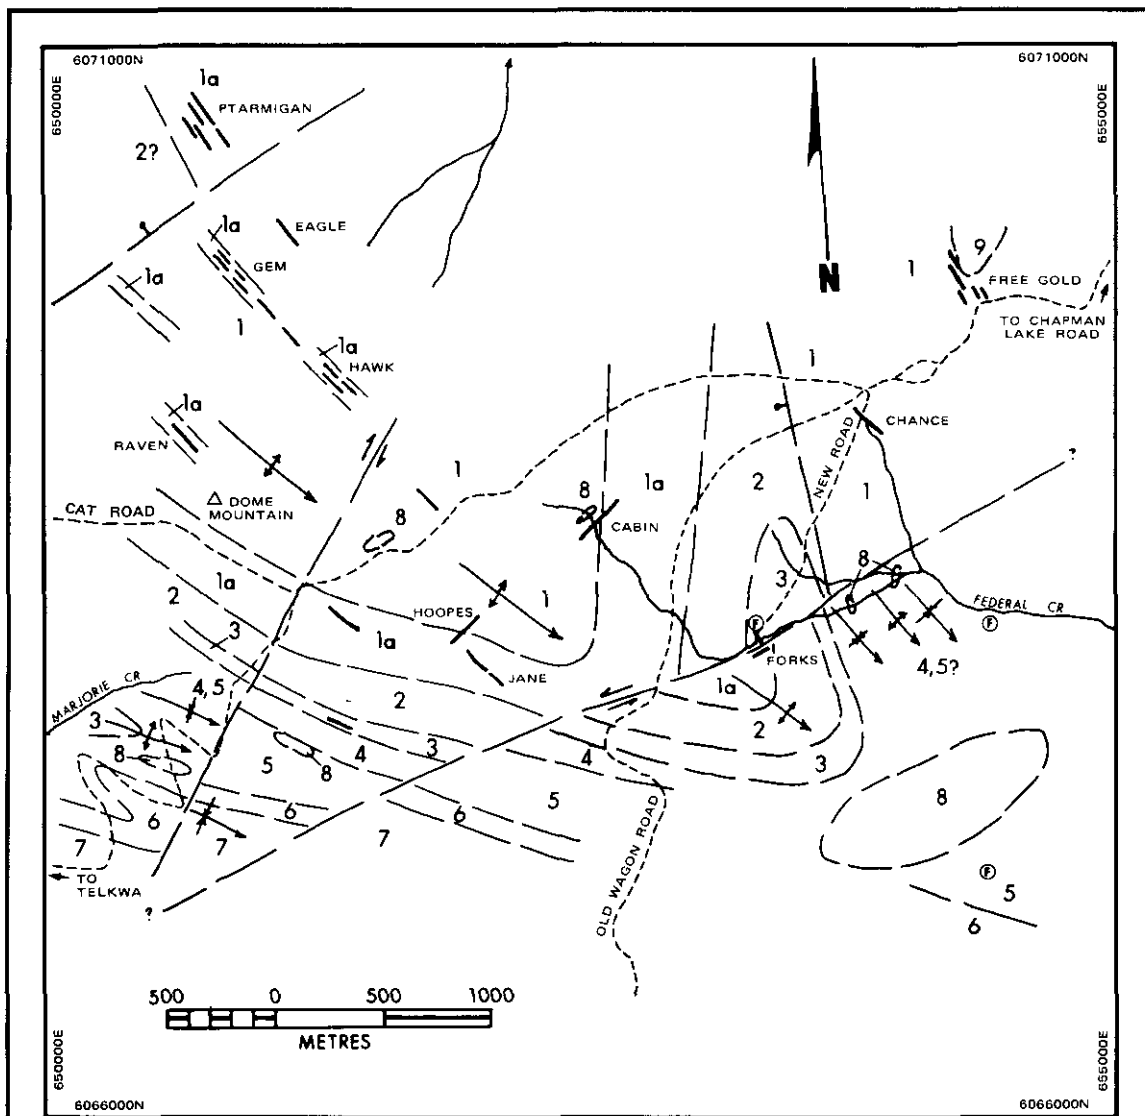 6071000N
6071000N
650000E
655000E
1a
PTARMIGAN
2?
1a
EAGLE
GEM
1a
1
9
1
FREE GOLD
TO CHAPMAN
LAKE ROAD
N
1a
HAWK
1
1a
RAVEN
CHANCE
NEW ROAD
1
1a
2
1
?
CAT ROAD
DOME
MOUNTAIN
8
8
CABIN
1a
2
3
HOOPES
1
1a
JANE
3
8
FEDERAL CR
F
F
FORKS
4,5?
1a
2
3
MARJORIE CR
4,5
3
8
2
4
3
4
5
8
5
6
6
7
6
7
7
TO
TELKWA
?
OLD WAGON ROAD
8
F
5
6
500
0
500
1000
METRES
650000E
655000E
6066000N
6066000N